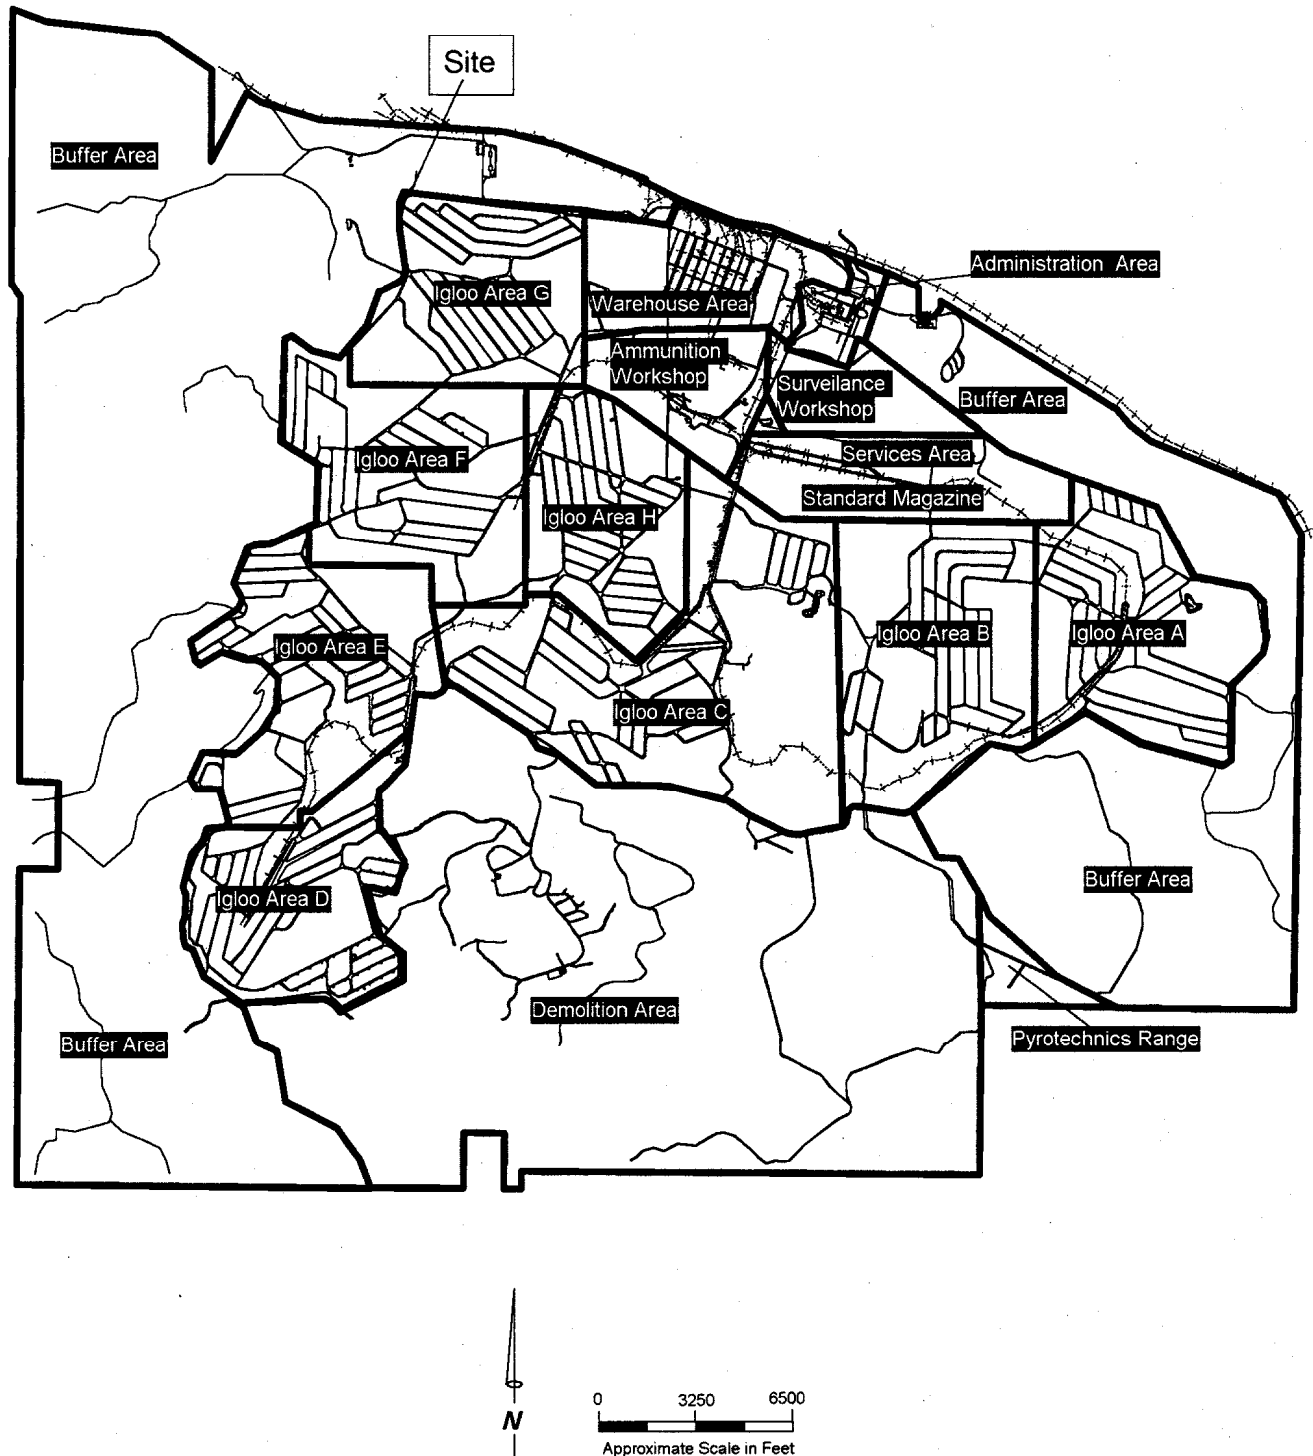 Site
Buffer Area
Administration Area
Igloo Area G
Warehouse Area
Ammunition
Workshop
Surveilance
Workshop
Buffer Area
Igloo Area F
Services Area
Standard Magazine
Igloo Area H
Igloo Area E
Igloo Area B
Igloo Area A
Igloo Area C
Buffer Area
Igloo Area D
Demolition Area
Buffer Area
Pyrotechnics Range
N
0 3250 6500
Approximate Scale in Feet